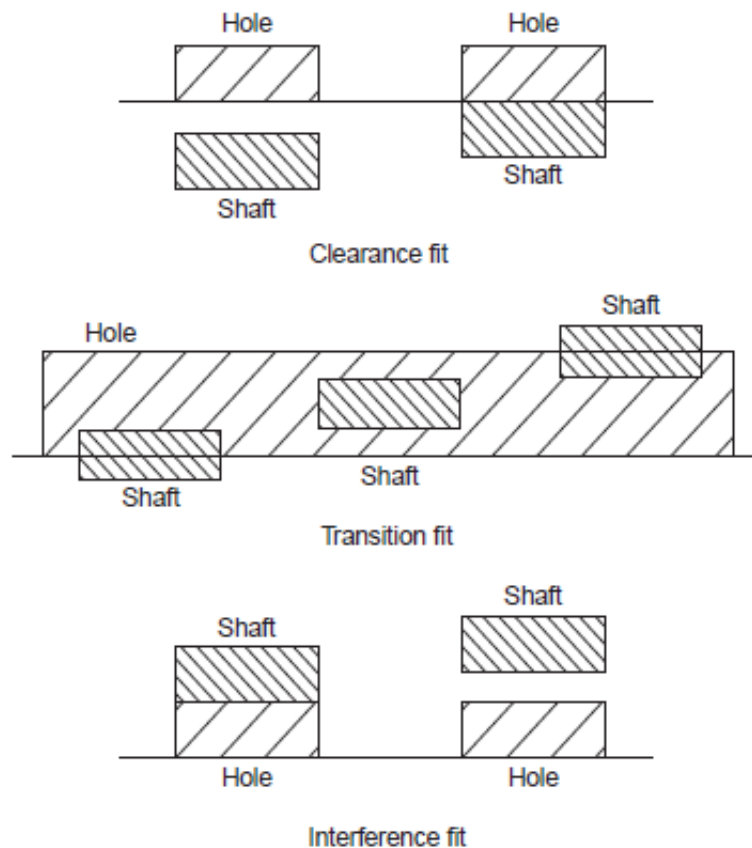 Hole Hole
Shaft Shaft
Clearance fit
Shaft
Hole
Shaft Shaft
Transition fit
Shaft Shaft
Hole Hole
Interference fit